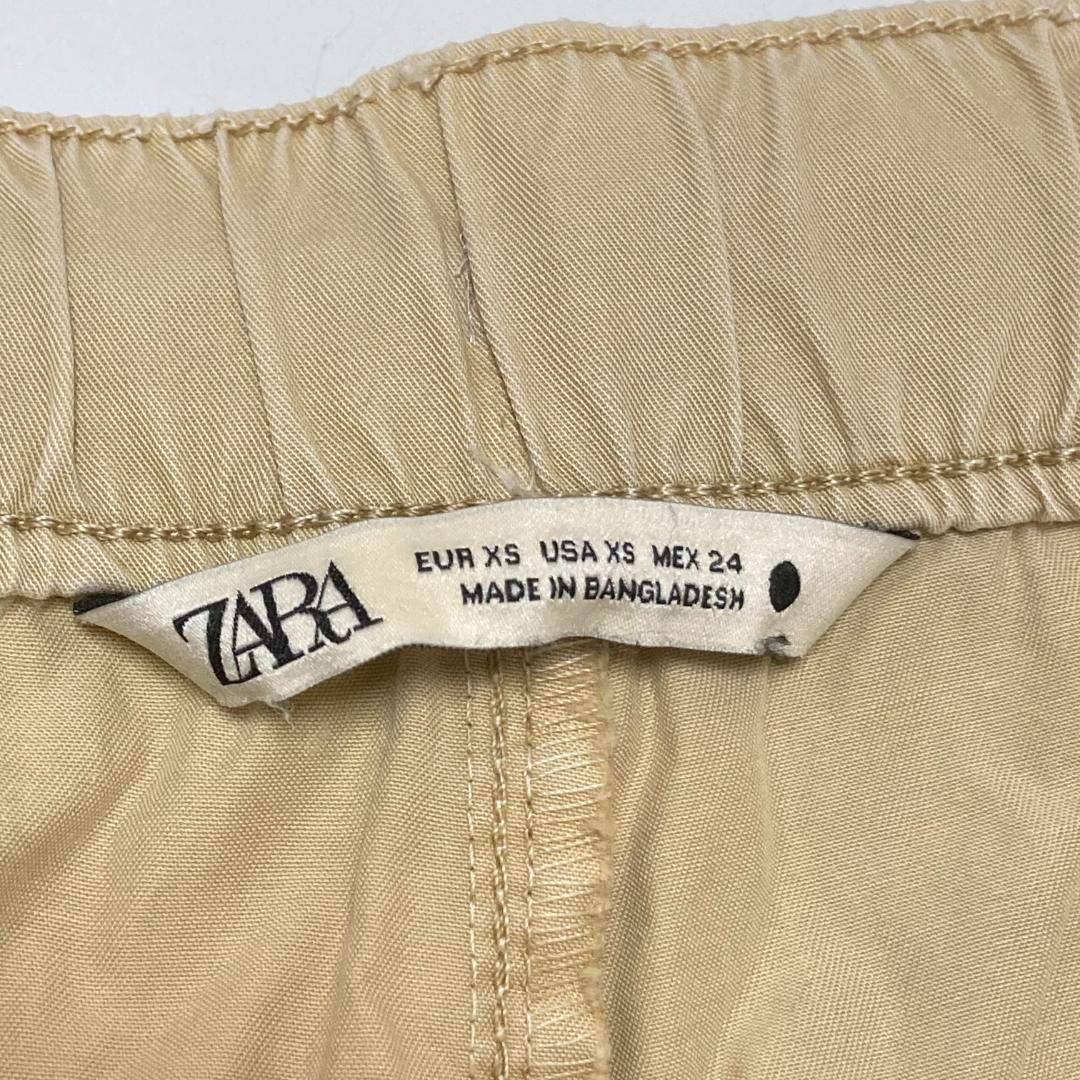 ZARA
EUR XS USA XS MEX 24
MADE IN BANGLADESH